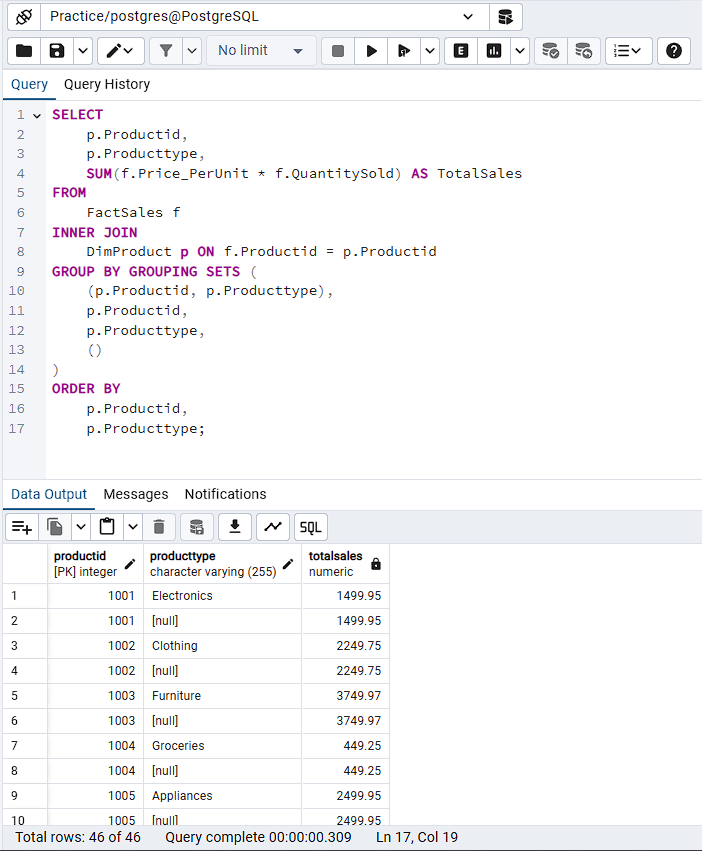 Practice/postgres@PostgreSQL
No limit
E
Query Query History
1 SELECT
2 p.Productid,
3 p.Producttype,
4 SUM(f.Price_PerUnit * f.QuantitySold) AS TotalSales
5 FROM
6 FactSales f
7 INNER JOIN
8 DimProduct p ON f.Productid = p.Productid
9 GROUP BY GROUPING SETS (
10 (p.Productid, p.Producttype),
11 p.Productid,
12 p.Producttype,
13 ()
14 )
15 ORDER BY
16 p.Productid,
17 p.Producttype;
Data Output Messages Notifications
SQL
productid producttype totalsales
[PK] integer character varying (255) numeric
1 1001 Electronics 1499.95
2 1001 [null] 1499.95
3 1002 Clothing 2249.75
4 1002 [null] 2249.75
5 1003 Furniture 3749.97
6 1003 [null] 3749.97
7 1004 Groceries 449.25
8 1004 [null] 449.25
9 1005 Appliances 2499.95
10 1005 [null] 2499.95
Total rows: 46 of 46 Query complete 00:00:00.309 Ln 17, Col 19